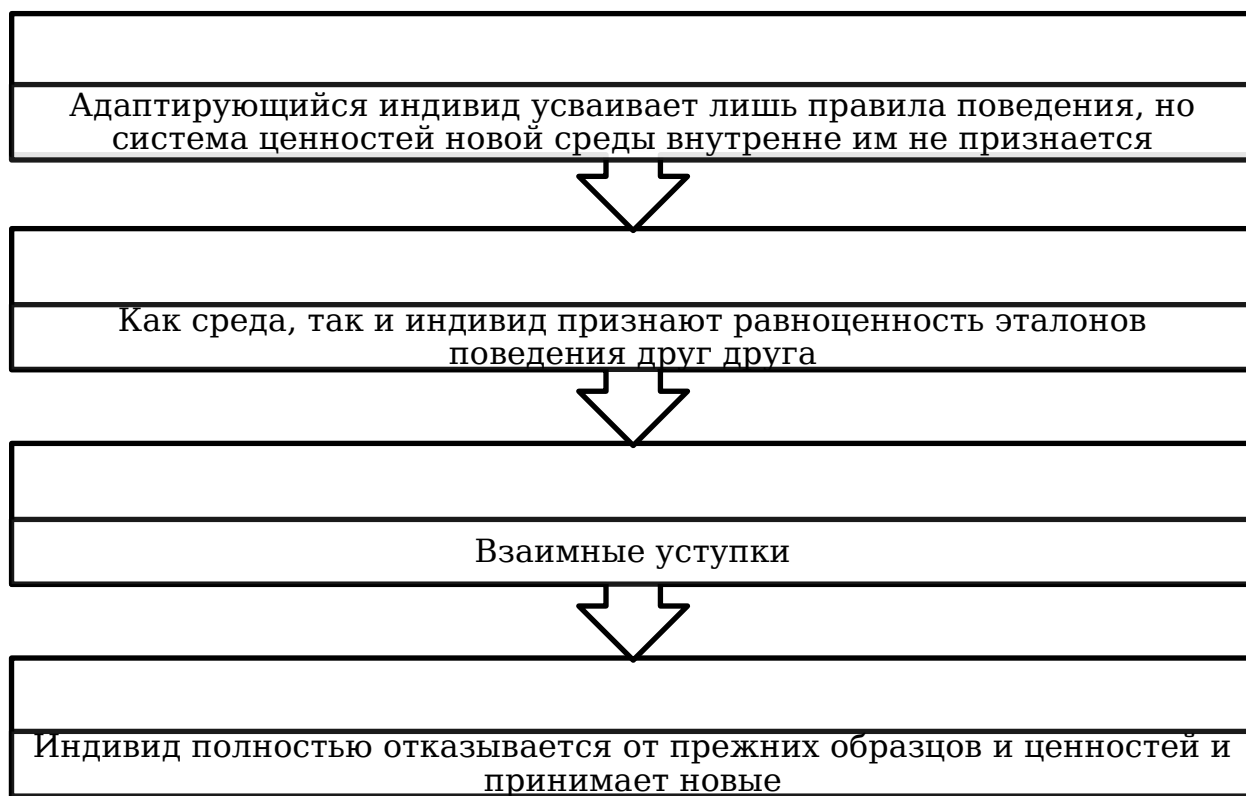 Адаптирующийся индивид усваивает лишь правила поведения, но
система ценностей новой среды внутренне им не признается
Как среда, так и индивид признают равноценность эталонов
поведения друг друга
Взаимные уступки
Индивид полностью отказывается от прежних образцов и ценностей и
принимает новые